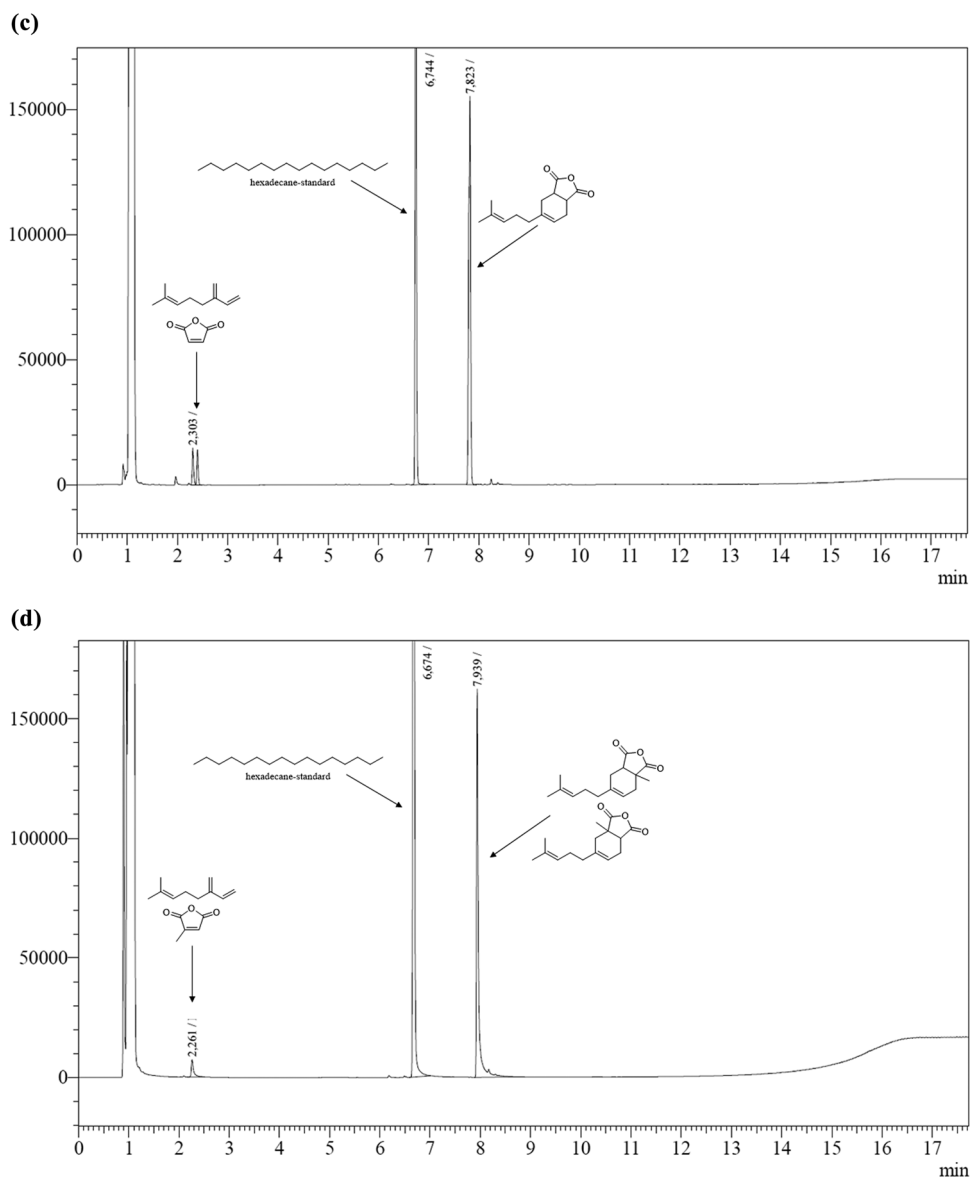 (c)
150000
100000
50000
0
6,744 /
7,823 /
hexadecane-standard
O
O
O
O
O
O
2,303 /
0 1 2 3 4 5 6 7 8 9 10 11 12 13 14 15 16 17
min
(d)
150000
100000
50000
0
6,674 /
7,939 /
hexadecane-standard
O
O
O
O
O
O
O
O
O
2,261 /
0 1 2 3 4 5 6 7 8 9 10 11 12 13 14 15 16 17
min